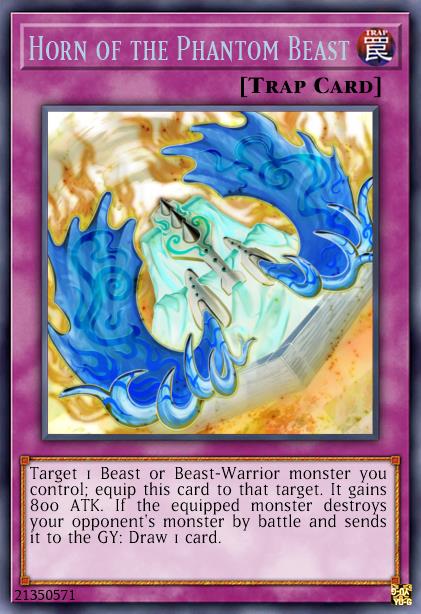 Horn of the Phantom Beast
TRAP
罠
[Trap Card]
Target 1 Beast or Beast-Warrior monster you
control; equip this card to that target. It gains
800 ATK. If the equipped monster destroys
your opponent's monster by battle and sends
it to the GY: Draw 1 card.
21350571